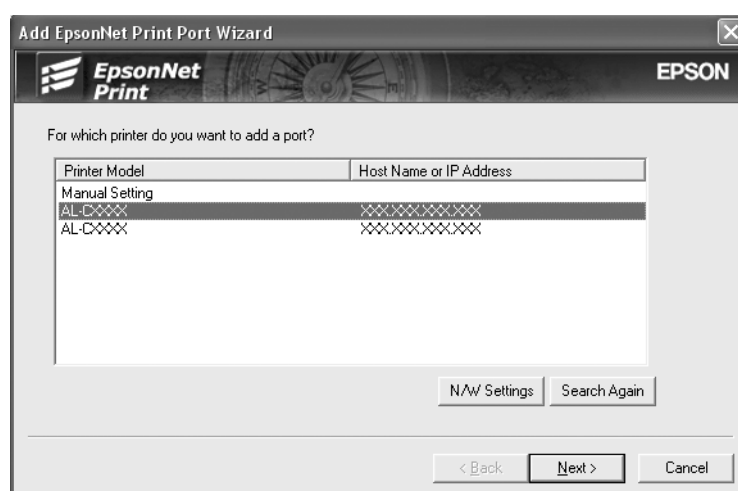 Add EpsonNet Print Port Wizard
EpsonNet
Print
EPSON
For which printer do you want to add a port?
Printer Model Host Name or IP Address
Manual Setting
AL-CXXXX XXX.XXX.XXX.XXX
AL-CXXXX XXX.XXX.XXX.XXX
N/W Settings Search Again
< Back Next > Cancel